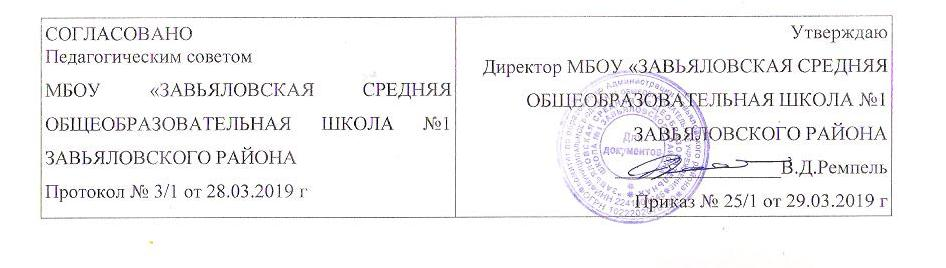 СОГЛАСОВАНО
Педагогическим советом
МБОУ «ЗАВЬЯЛОВСКАЯ СРЕДНЯЯ
ОБЩЕОБРАЗОВАТЕЛЬНАЯ ШКОЛА №1
ЗАВЬЯЛОВСКОГО РАЙОНА
Протокол № 3/1 от 28.03.2019 г
Утверждаю
Директор МБОУ «ЗАВЬЯЛОВСКАЯ СРЕДНЯЯ
ОБЩЕОБРАЗОВАТЕЛЬНАЯ ШКОЛА №1
ЗАВЬЯЛОВСКОГО РАЙОНА
В.Д.Ремпель
Приказ № 25/1 от 29.03.2019 г
Для
документов